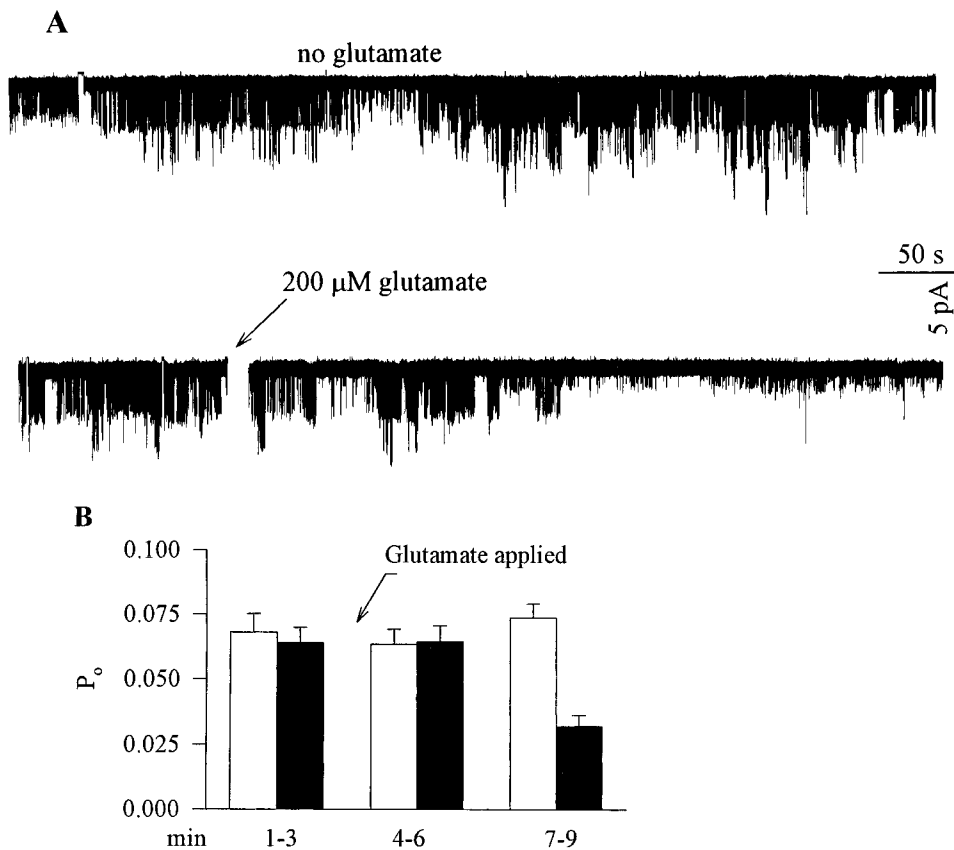 A
no glutamate
50 s
5 pA
200 μM glutamate
B
Glutamate applied
0.100
0.075
0.050
0.025
0.000
Po
min 1-3 4-6 7-9